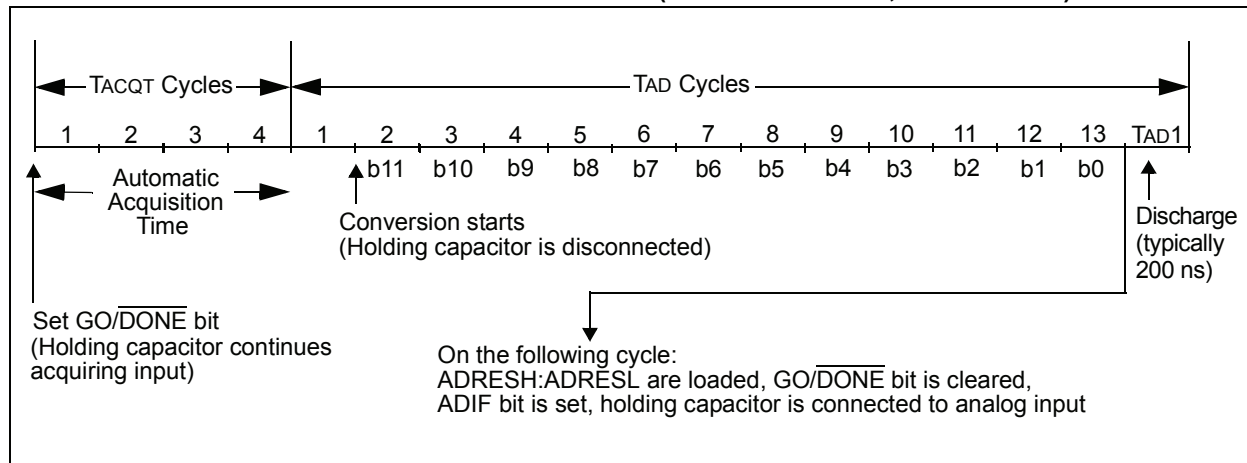 TACQT Cycles
TAD Cycles
1 2 3 4 1 2 3 4 5 6 7 8 9 10 11 12 13 TAD1
b11 b10 b9 b8 b7 b6 b5 b4 b3 b2 b1 b0
Automatic
Acquisition
Time
Conversion starts
(Holding capacitor is disconnected)
Discharge
(typically
200 ns)
Set GO/DONE bit
(Holding capacitor continues
acquiring input)
On the following cycle:
ADRESH:ADRESL are loaded, GO/DONE bit is cleared,
ADIF bit is set, holding capacitor is connected to analog input